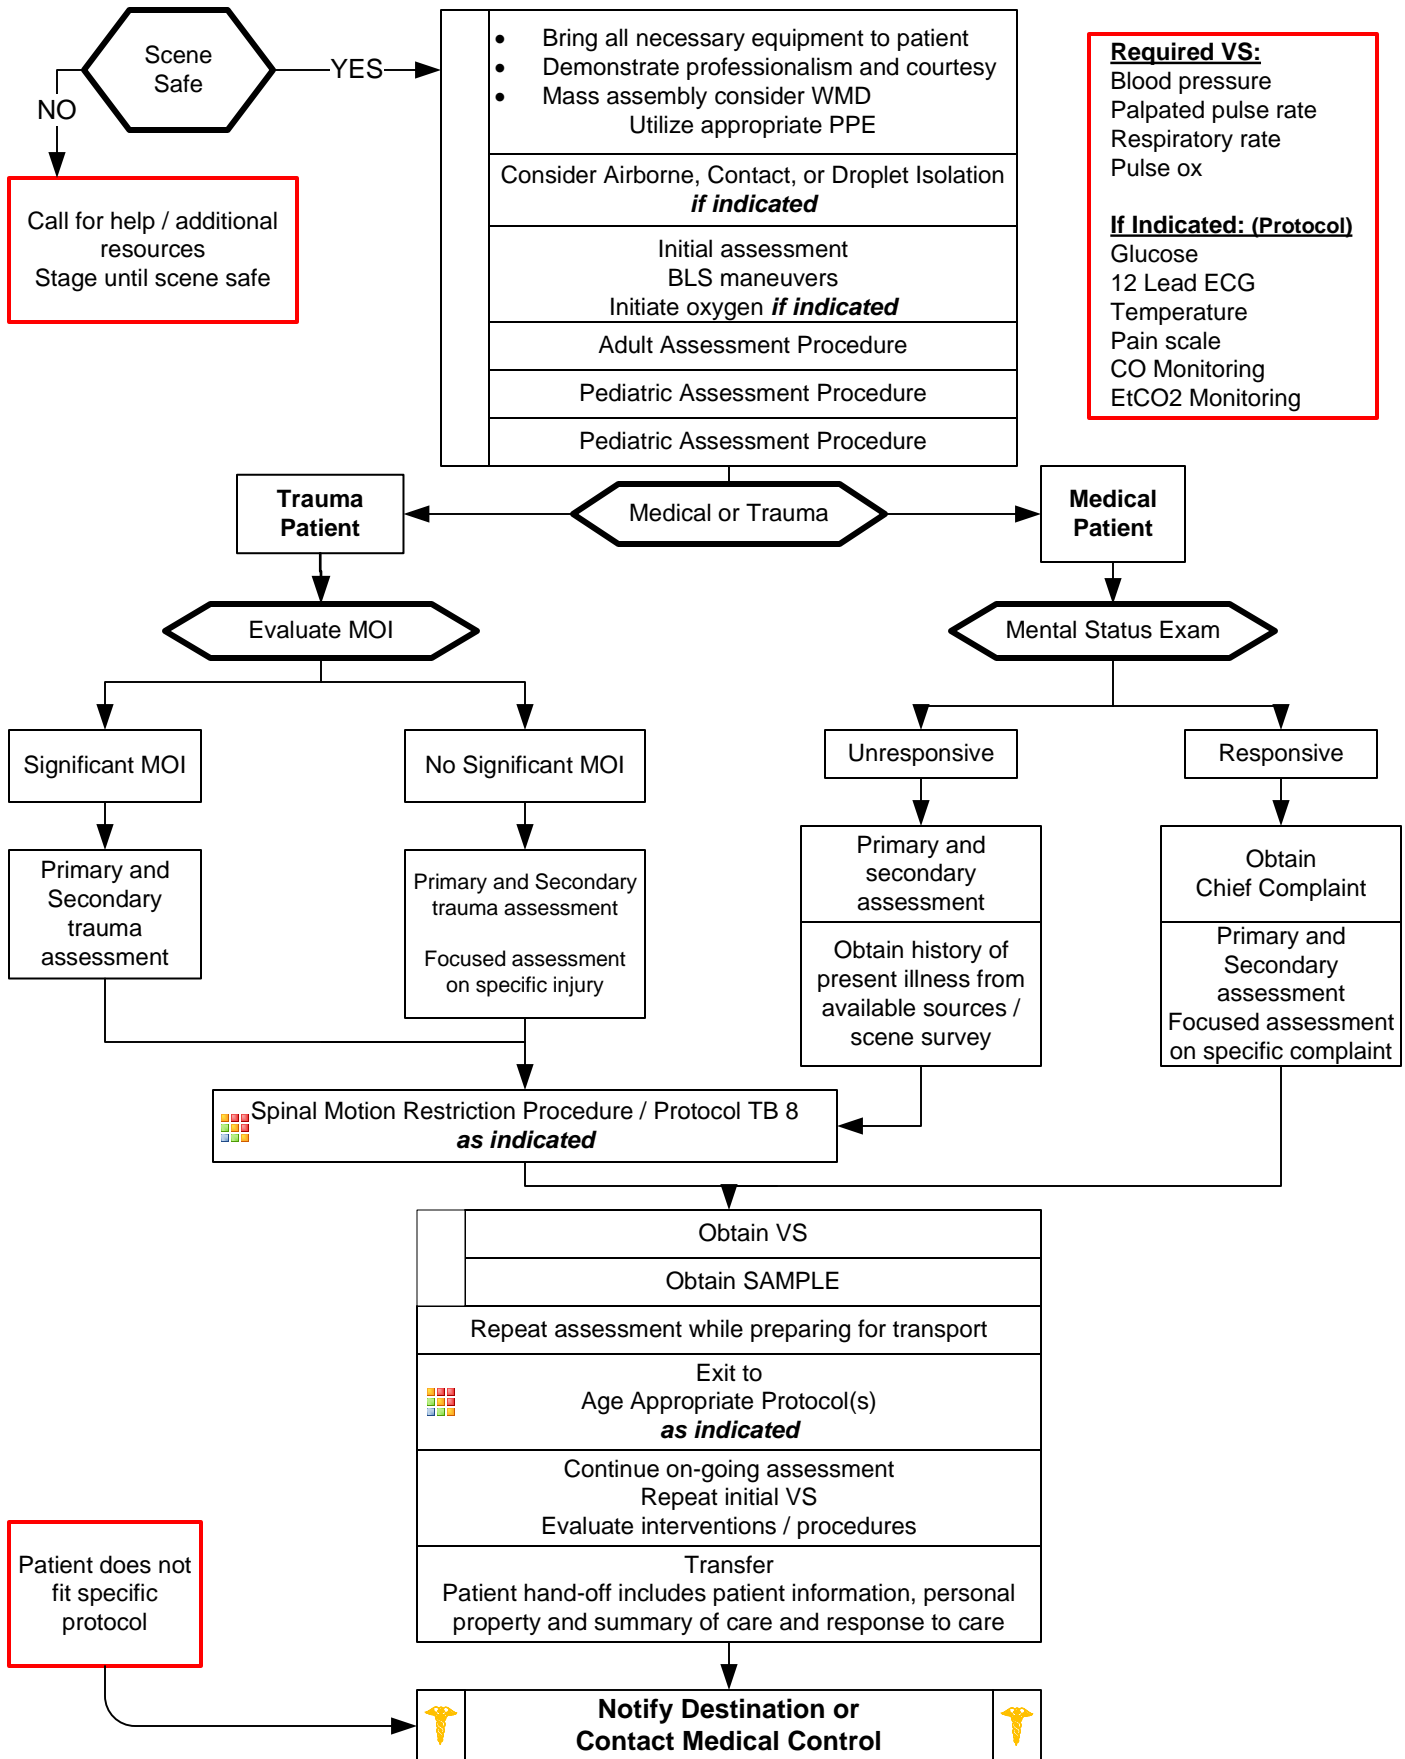 Scene
Safe
YES
NO
Call for help / additional
resources
Stage until scene safe
• Bring all necessary equipment to patient
• Demonstrate professionalism and courtesy
• Mass assembly consider WMD
Utilize appropriate PPE
Consider Airborne, Contact, or Droplet Isolation
if indicated
Initial assessment
BLS maneuvers
Initiate oxygen if indicated
Adult Assessment Procedure
Pediatric Assessment Procedure
Pediatric Assessment Procedure
Required VS:
Blood pressure
Palpated pulse rate
Respiratory rate
Pulse ox
If Indicated: (Protocol)
Glucose
12 Lead ECG
Temperature
Pain scale
CO Monitoring
EtCO2 Monitoring
Trauma
Patient
Medical or Trauma
Medical
Patient
Evaluate MOI
Mental Status Exam
Significant MOI
No Significant MOI
Unresponsive
Responsive
Primary and
Secondary
trauma
assessment
Primary and Secondary
trauma assessment
Focused assessment
on specific injury
Primary and
secondary
assessment
Obtain history of
present illness from
available sources /
scene survey
Obtain
Chief Complaint
Primary and
Secondary
assessment
Focused assessment
on specific complaint
Spinal Motion Restriction Procedure / Protocol TB 8
as indicated
Obtain VS
Obtain SAMPLE
Repeat assessment while preparing for transport
Exit to
Age Appropriate Protocol(s)
as indicated
Continue on-going assessment
Repeat initial VS
Evaluate interventions / procedures
Transfer
Patient hand-off includes patient information, personal
property and summary of care and response to care
Patient does not
fit specific
protocol
Notify Destination or
Contact Medical Control